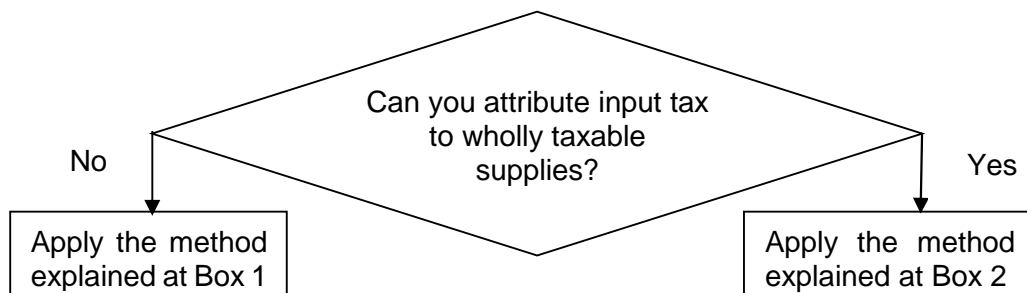 Can you attribute input tax
to wholly taxable
supplies?
No
Yes
Apply the method
explained at Box 1
Apply the method
explained at Box 2